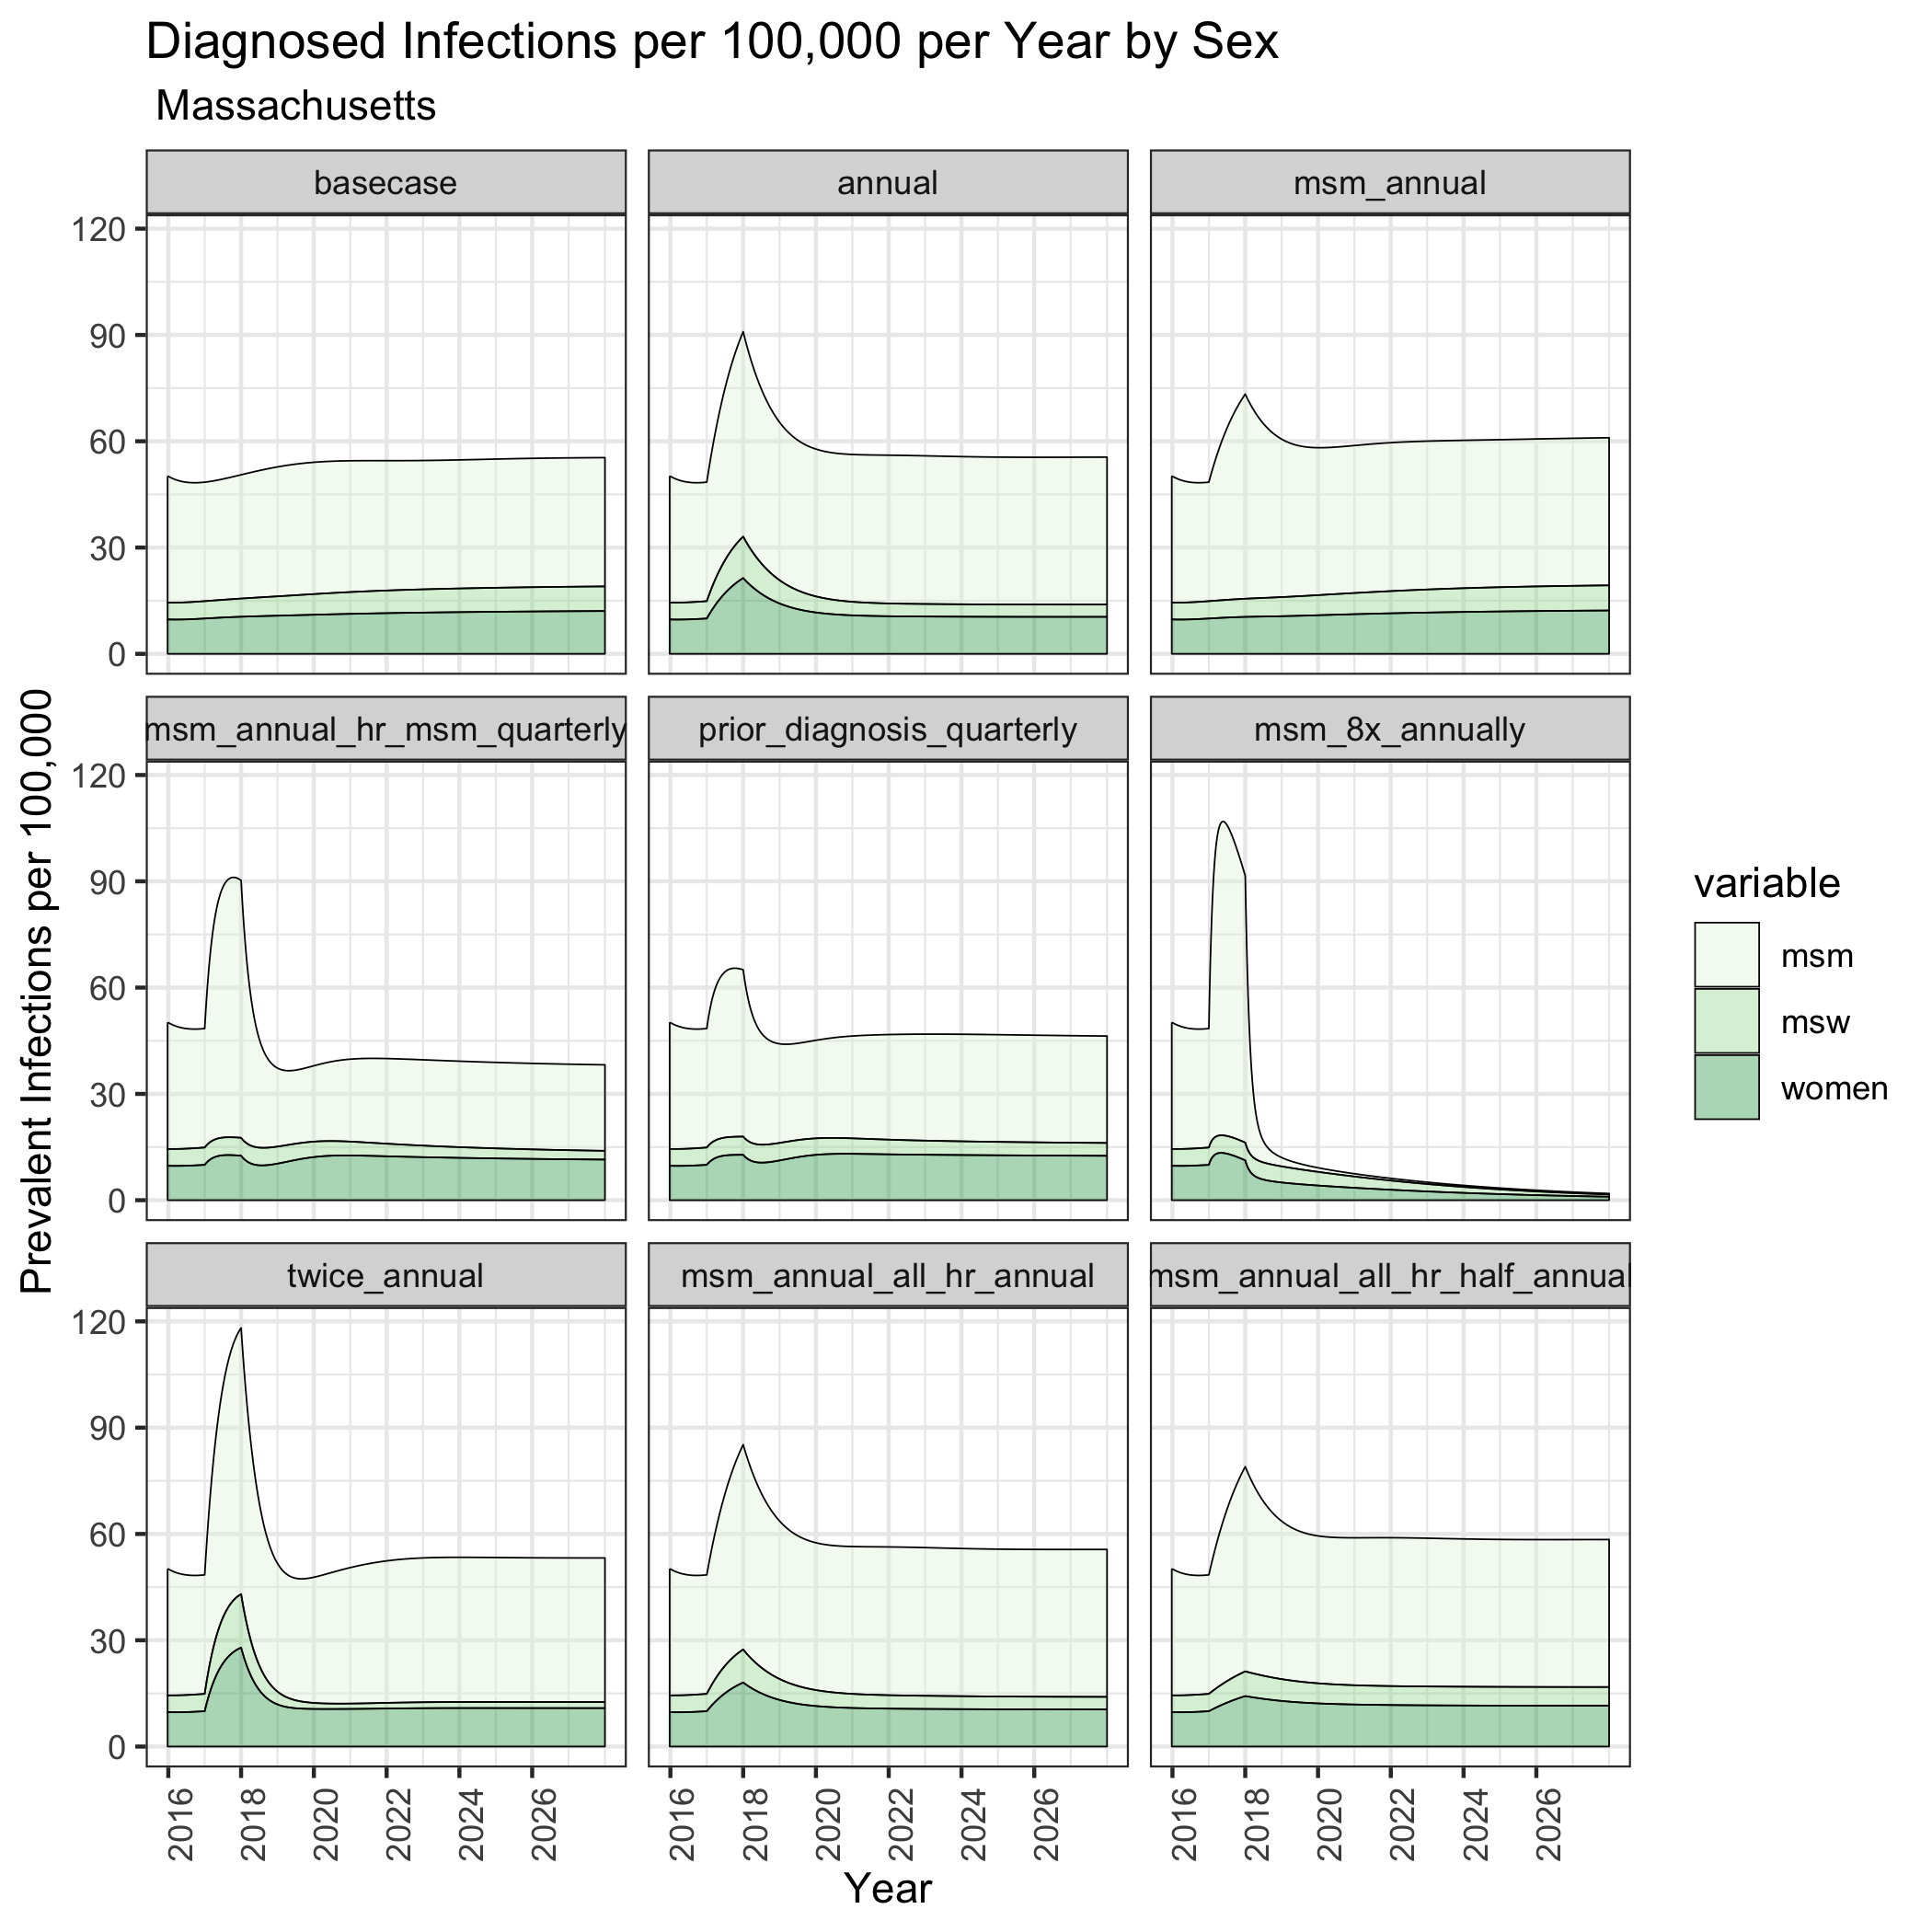 Diagnosed Infections per 100,000 per Year by Sex
Massachusetts
basecase
annual
msm_annual
120
90
60
30
0
msm_annual_hr_msm_quarterly
prior_diagnosis_quarterly
msm_8x_annually
120
90
60
30
0
twice_annual
msm_annual_all_hr_annual
msm_annual_all_hr_half_annual
120
90
60
30
0
2016 2018 2020 2022 2024 2026
2016 2018 2020 2022 2024 2026
2016 2018 2020 2022 2024 2026
Year
Prevalent Infections per 100,000
variable
msm
msw
women